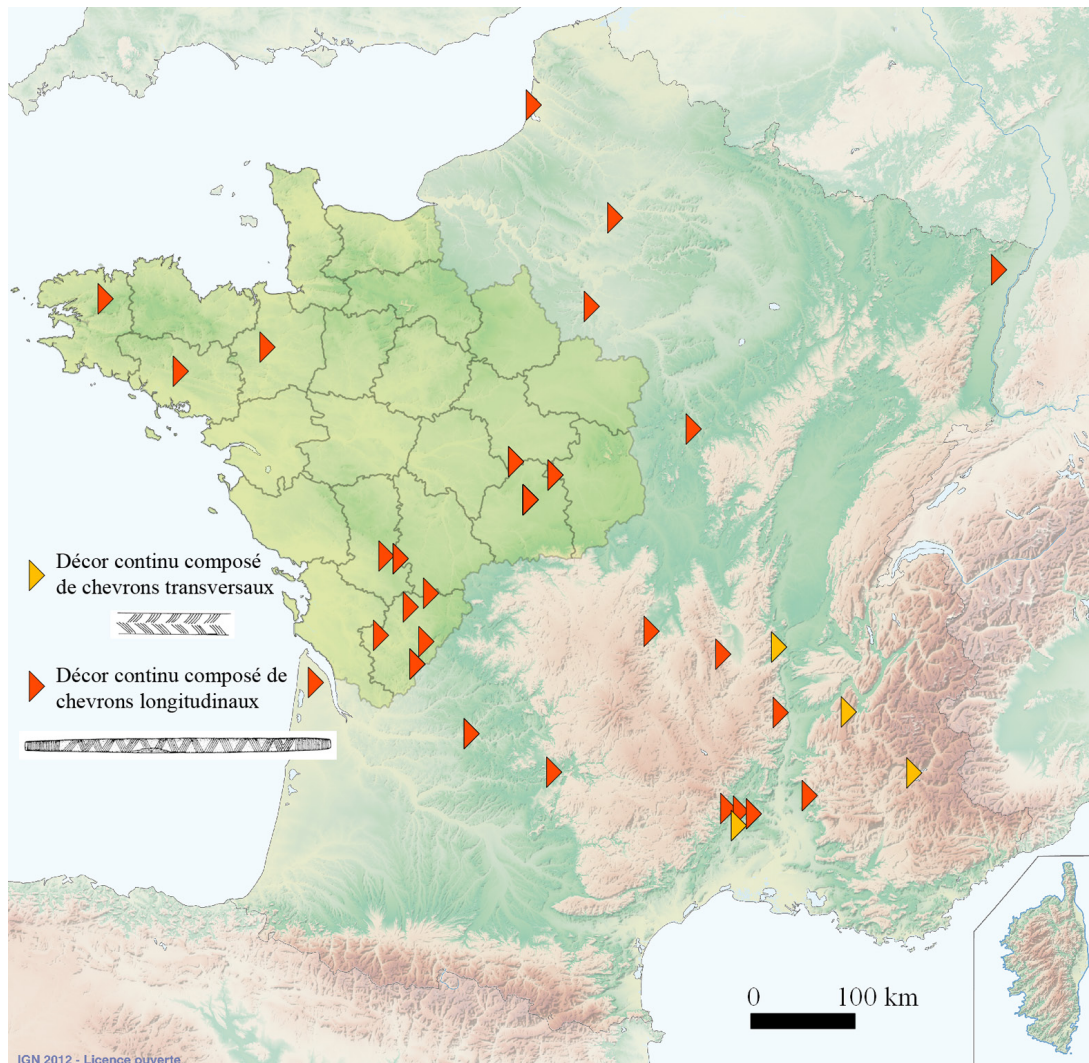 Décor continu composé
de chevrons transversaux
Décor continu composé de
chevrons longitudinaux
0 100 km
IGN 2012 - Licence ouverte